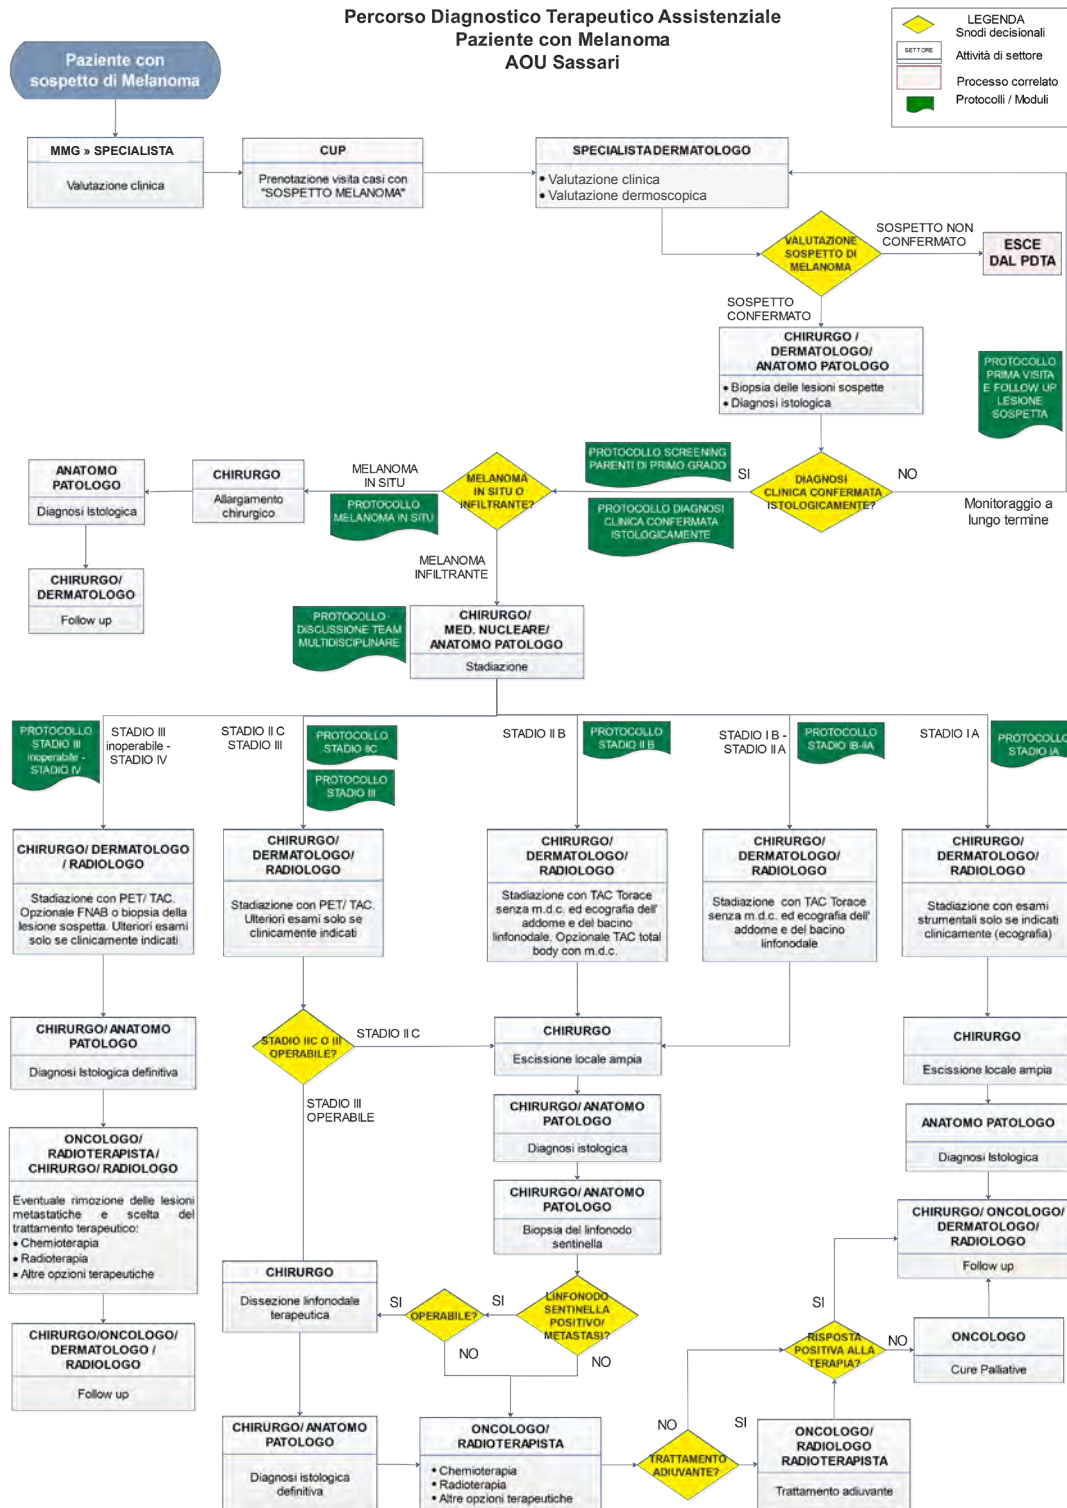 Percorso Diagnostico Terapeutico Assistenziale
Paziente con Melanoma
AOU Sassari
LEGENDA
Snodi decisionali
SETTORE
Attività di settore
Processo correlato
Protocolli / Moduli
Paziente con
sospetto di Melanoma
MMG » SPECIALISTA
Valutazione clinica
CUP
Prenotazione visita casi con
"SOSPETTO MELANOMA"
SPECIALISTA DERMATOLOGO
• Valutazione clinica
• Valutazione dermoscopica
VALUTAZIONE
SOSPETTO DI
MELANOMA
SOSPETTO NON
CONFERMATO
ESCE
DAL PDTA
SOSPETTO
CONFERMATO
CHIRURGO /
DERMATOLOGO/
ANATOMO PATOLOGO
• Biopsia delle lesioni sospette
• Diagnosi istologica
PROTOCOLLO
PRIMA VISITA
E FOLLOW UP
LESIONE
SOSPETTA
DIAGNOSI
CLINICA CONFERMATA
ISTOLOGICAMENTE?
NO
Monitoraggio a
lungo termine
SI
PROTOCOLLO SCREENING
PARENTI DI PRIMO GRADO
PROTOCOLLO DIAGNOSI
CLINICA CONFERMATA
ISTOLOGICAMENTE
MELANOMA
IN SITU O
INFILTRANTE?
MELANOMA
IN SITU
PROTOCOLLO
MELANOMA IN SITU
CHIRURGO
Allargamento
chirurgico
ANATOMO
PATOLOGO
Diagnosi Istologica
CHIRURGO/
DERMATOLOGO
Follow up
MELANOMA
INFILTRANTE
PROTOCOLLO
DISCUSSIONE TEAM
MULTIDISCIPLINARE
CHIRURGO/
MED. NUCLEARE/
ANATOMO PATOLOGO
Stadiazione
PROTOCOLLO
STADIO III
inoperabile -
STADIO IV
STADIO III
inoperabile -
STADIO IV
STADIO II C
STADIO III
PROTOCOLLO
STADIO IIC
PROTOCOLLO
STADIO III
STADIO II B
PROTOCOLLO
STADIO II B
STADIO I B -
STADIO II A
PROTOCOLLO
STADIO IB-IIA
STADIO I A
PROTOCOLLO
STADIO IA
CHIRURGO/ DERMATOLOGO
/ RADIOLOGO
Stadiazione con PET/ TAC.
Opzionale FNAB o biopsia della
lesione sospetta. Ulteriori esami
solo se clinicamente indicati
CHIRURGO/
DERMATOLOGO/
RADIOLOGO
Stadiazione con PET/ TAC.
Ulteriori esami solo se
clinicamente indicati
CHIRURGO/
DERMATOLOGO/
RADIOLOGO
Stadiazione con TAC Torace
senza m.d.c. ed ecografia dell'
addome e del bacino
linfonodale. Opzionale TAC total
body con m.d.c.
CHIRURGO/
DERMATOLOGO/
RADIOLOGO
Stadiazione con TAC Torace
senza m.d.c. ed ecografia dell'
addome e del bacino
linfonodale
CHIRURGO/
DERMATOLOGO/
RADIOLOGO
Stadiazione con esami
strumentali solo se indicati
clinicamente (ecografia)
CHIRURGO/ ANATOMO
PATOLOGO
Diagnosi Istologica definitiva
STADIO IIC O III
OPERABILE?
STADIO II C
STADIO III
OPERABILE
CHIRURGO
Escissione locale ampia
CHIRURGO
Escissione locale ampia
CHIRURGO/ ANATOMO
PATOLOGO
Diagnosi istologica
ANATOMO PATOLOGO
Diagnosi Istologica
ONCOLOGO/
RADIOTERAPISTA /
CHIRURGO/ RADIOLOGO
Eventuale rimozione delle lesioni
metastatiche e scelta del
trattamento terapeutico:
• Chemioterapia
• Radioterapia
• Altre opzioni terapeutiche
CHIRURGO/ ANATOMO
PATOLOGO
Biopsia del linfonodo
sentinella
CHIRURGO/ ONCOLOGO/
DERMATOLOGO/
RADIOLOGO
Follow up
CHIRURGO
Dissezione linfonodale
terapeutica
SI
OPERABILE?
SI
LINFONODO
SENTINELLA
POSITIVO/
METASTASI?
NO
NO
SI
RISPOSTA
POSITIVA ALLA
TERAPIA?
NO
ONCOLOGO
Cure Palliative
CHIRURGO/ONCOLOGO/
DERMATOLOGO /
RADIOLOGO
Follow up
CHIRURGO/ ANATOMO
PATOLOGO
Diagnosi istologica
definitiva
ONCOLOGO/
RADIOTERAPISTA
• Chemioterapia
• Radioterapia
• Altre opzioni terapeutiche
NO
TRATTAMENTO
ADIUVANTE?
SI
ONCOLOGO/
RADIOLOGO
RADIOTERAPISTA
Trattamento adiuvante